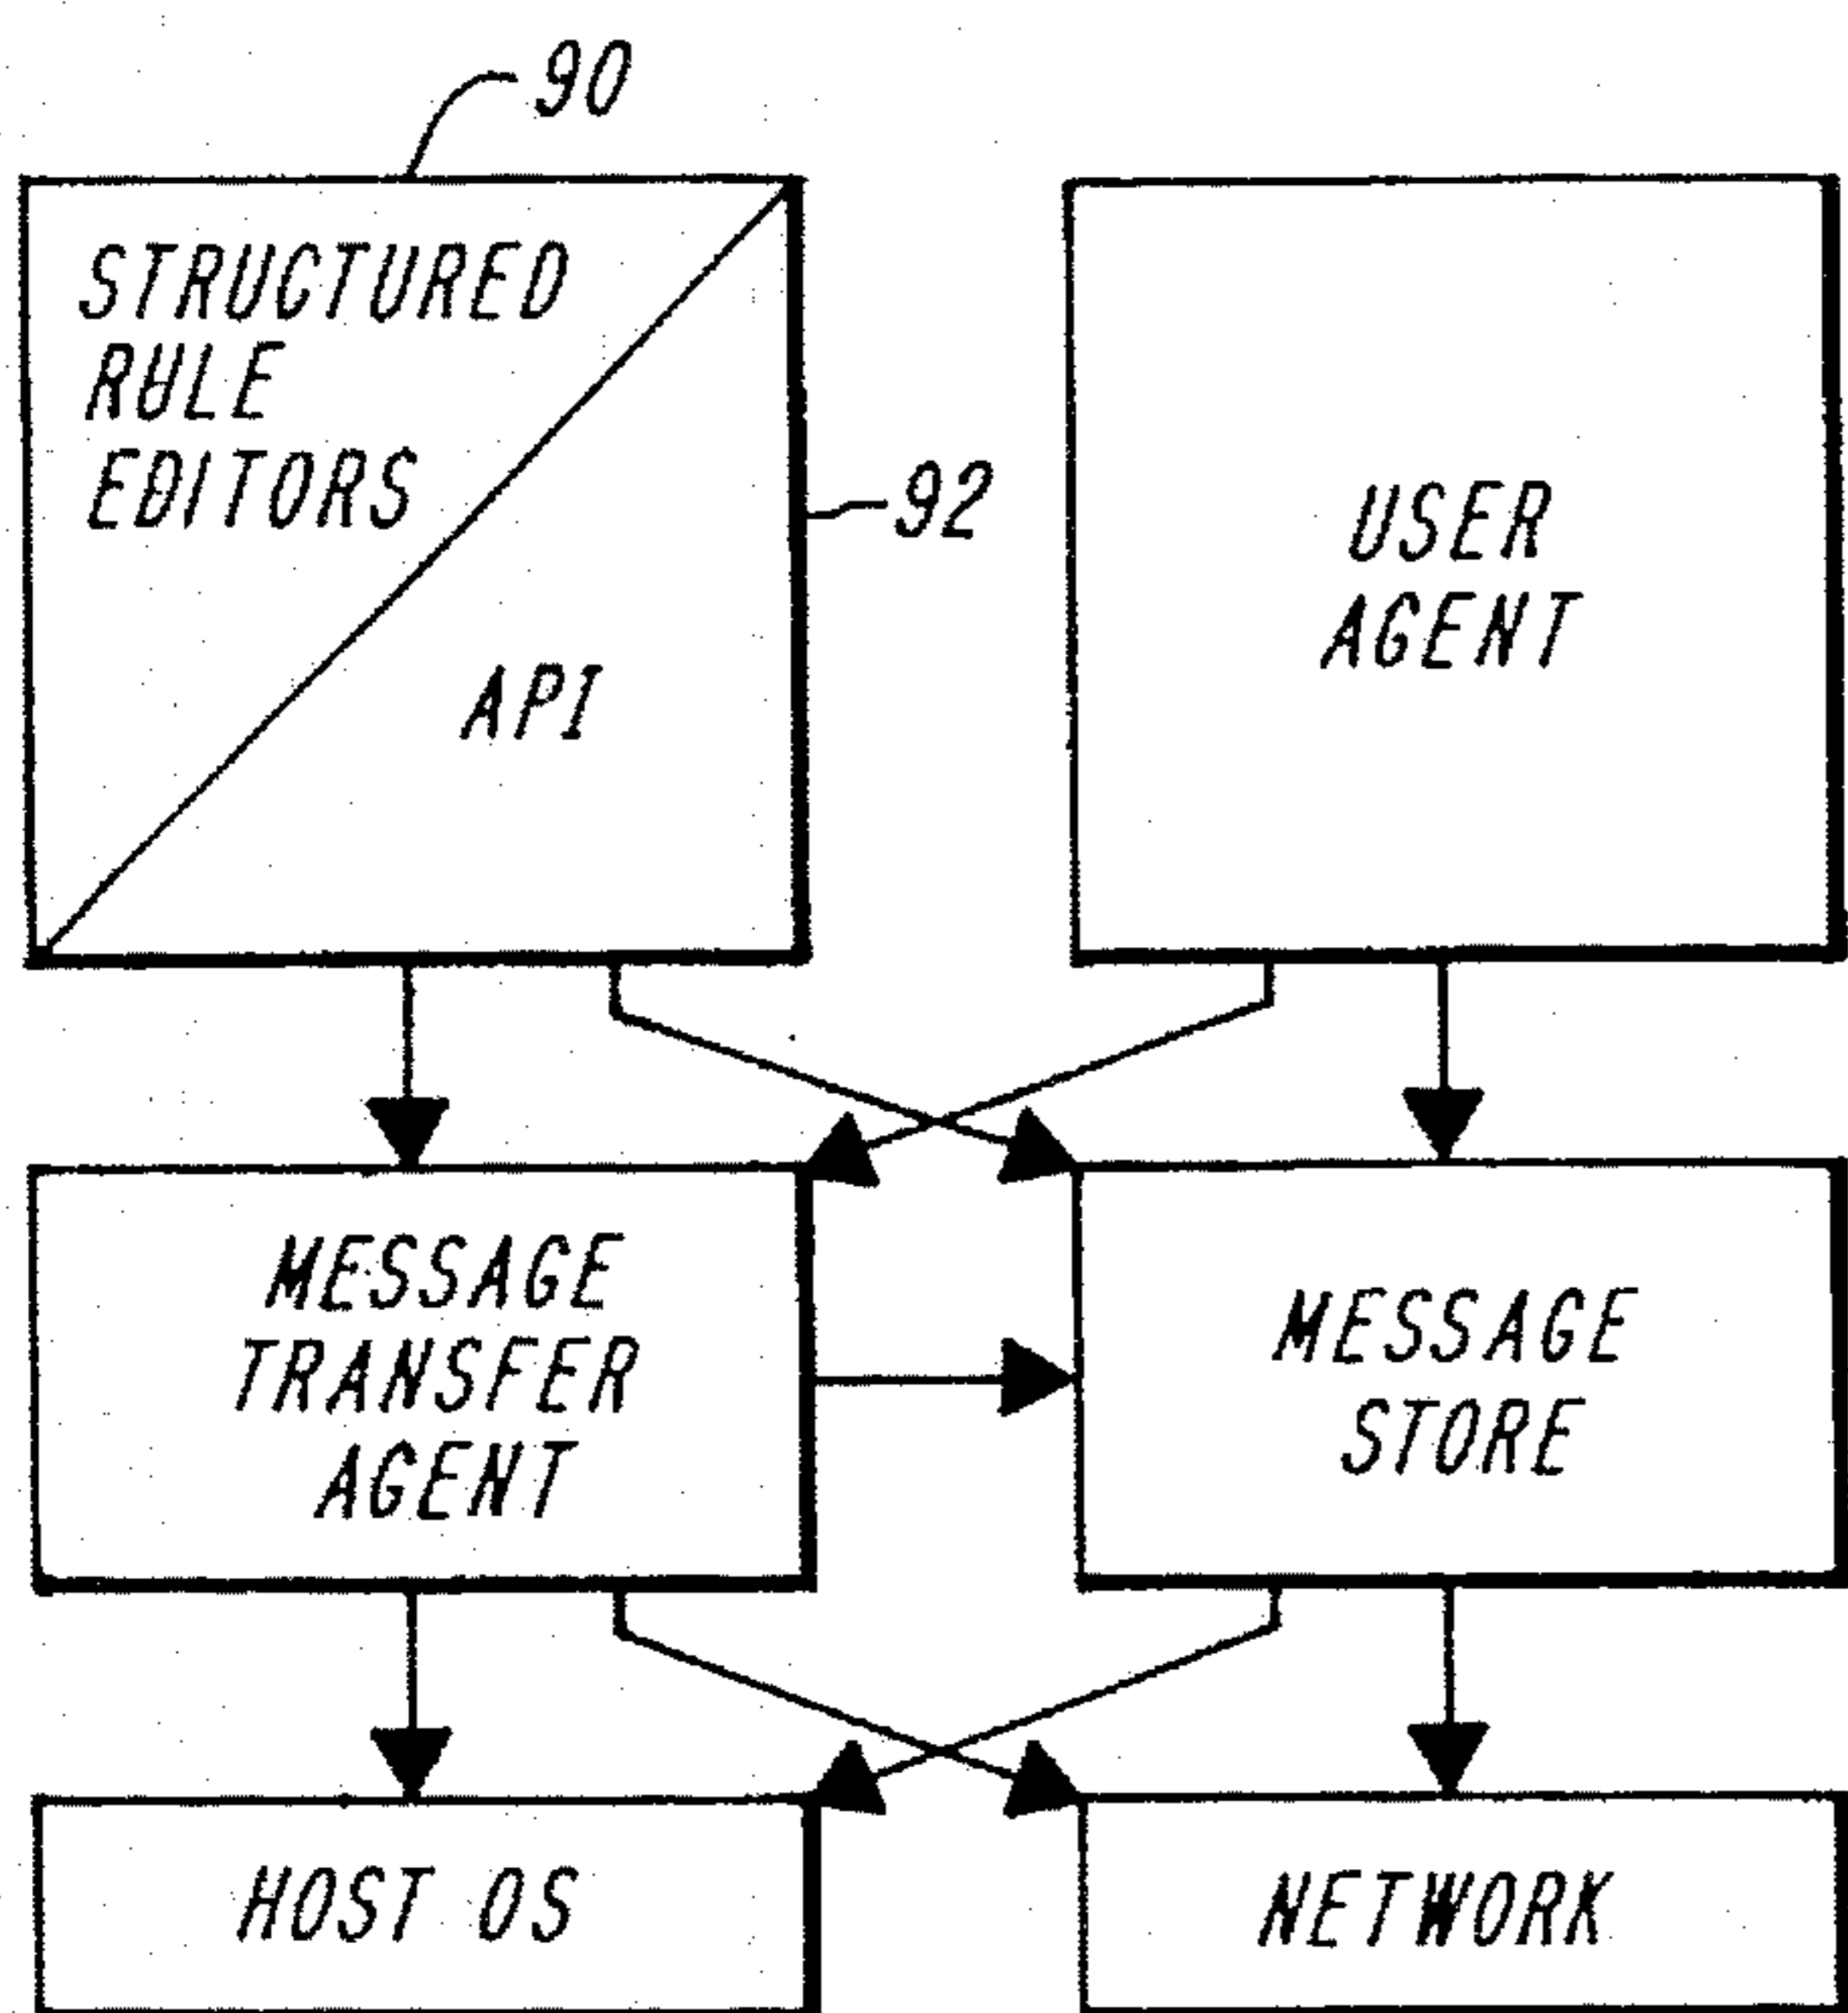 90
STRUCTURED
RULE
EDITORS
92
API
USER
AGENT
MESSAGE
TRANSFER
AGENT
MESSAGE
STORE
HOST OS
NETWORK